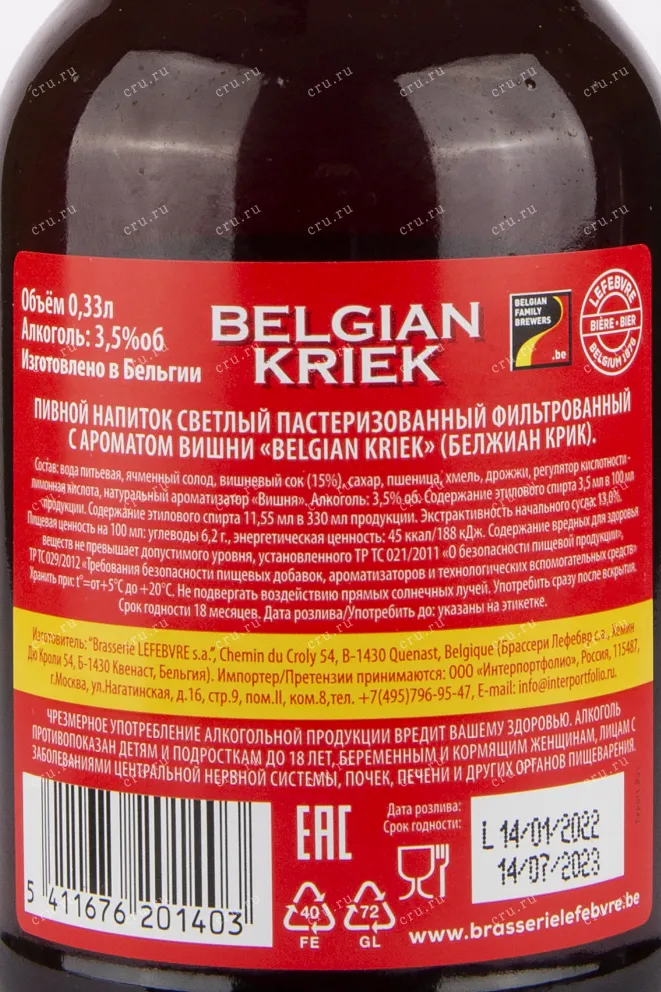 Объём 0,33л
Алкоголь: 3,5%об
Изготовлено в Бельгии
BELGIAN
KRIEK
BELGIAN
FAMILY
BREWERS
.be
LEFEBVRE
BIÈRE • BIER
BELGIUM 1876
ПИВНОЙ НАПИТОК СВЕТЛЫЙ ПАСТЕРИЗОВАННЫЙ ФИЛЬТРОВАННЫЙ
С АРОМАТОМ ВИШНИ «BELGIAN KRIEK» (БЕЛЖИАН КРИК).
Состав: вода питьевая, ячменный солод, вишневый сок (15%), сахар, пшеница, хмель, дрожжи, регулятор кислотности-
лимонная кислота, натуральный ароматизатор «Вишня». Алкоголь: 3,5% об. Содержание этилового спирта 3,5 мл в 100 мл
продукции. Содержание этилового спирта 11,55 мл в 330 мл продукции. Экстрактивность начального сусла: 13,0%.
Пищевая ценность на 100 мл: углеводы 6,2 г., энергетическая ценность: 45 ккал/188 кДж. Содержание вредных для здоровья
веществ не превышает допустимого уровня, установленного ТР ТС 021/2011 «О безопасности пищевой продукции»,
ТР ТС029/2012 «Требования безопасности пищевых добавок, ароматизаторов и технологических вспомогательных средств»
Хранить при: t°=от+5°С до +20°С. Не подвергать воздействию прямых солнечных лучей. Употребить сразу после вскрытия.
Срок годности 18 месяцев. Дата розлива/Употребить до: указаны на этикетке.
Изготовитель: "Brasserie LEFEBVRE s.a.", Chemin du Croly 54, B-1430 Quenast, Belgique (Брассери Лефебвр с.а., Хемин
Дю Кроли 54, Б-1430 Квенаст, Бельгия). Импортер/Претензии принимаются: ООО «Интерпортфолио», Россия, 115487,
г.Москва, ул.Нагатинская, д.16, стр.9, пом.II, ком.8,тел. +7(495)796-95-47, E-mail: info@interportfolio.ru
ЧРЕЗМЕРНОЕ УПОТРЕБЛЕНИЕ АЛКОГОЛЬНОЙ ПРОДУКЦИИ ВРЕДИТ ВАШЕМУ ЗДОРОВЬЮ. АЛКОГОЛЬ
ПРОТИВОПОКАЗАН ДЕТЯМ И ПОДРОСТКАМ ДО 18 ЛЕТ, БЕРЕМЕННЫМ И КОРМЯЩИМ ЖЕНЩИНАМ, ЛИЦАМ С
ЗАБОЛЕВАНИЯМИ ЦЕНТРАЛЬНОЙ НЕРВНОЙ СИСТЕМЫ, ПОЧЕК, ПЕЧЕНИ И ДРУГИХ ОРГАНОВ ПИЩЕВАРЕНИЯ.
5 411676 201403
EAC
Дата розлива:
Срок годности:
L 14/01/2022
14/07/2023
40
FE
72
GL
www.brasserielefebvre.be
cru.ru